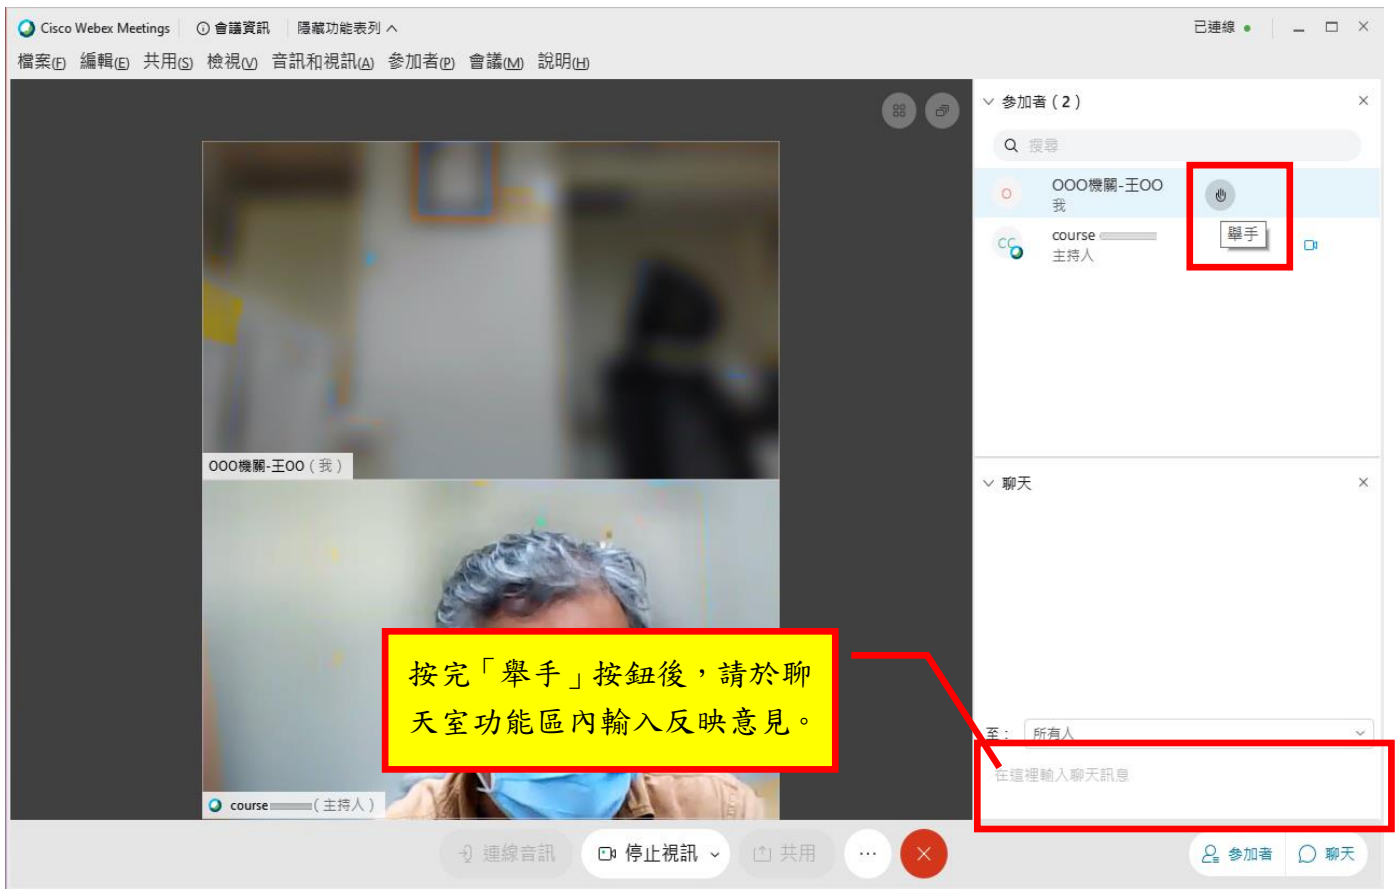 Cisco Webex Meetings 會議資訊 隱藏功能表列 已連線
檔案(F) 編輯(E) 共用(S) 檢視(V) 音訊和視訊(A) 參加者(P) 會議(M) 說明(H)
參加者 ( 2 )
搜尋
O
OOO機關-王OO
我
舉手
CC
course
主持人
OOO機關-王OO ( 我 )
聊天
按完「舉手」按鈕後，請於聊
天室功能區內輸入反映意見。
至： 所有人
在這裡輸入聊天訊息
course ( 主持人 )
連線音訊 停止視訊 共用 參加者 聊天